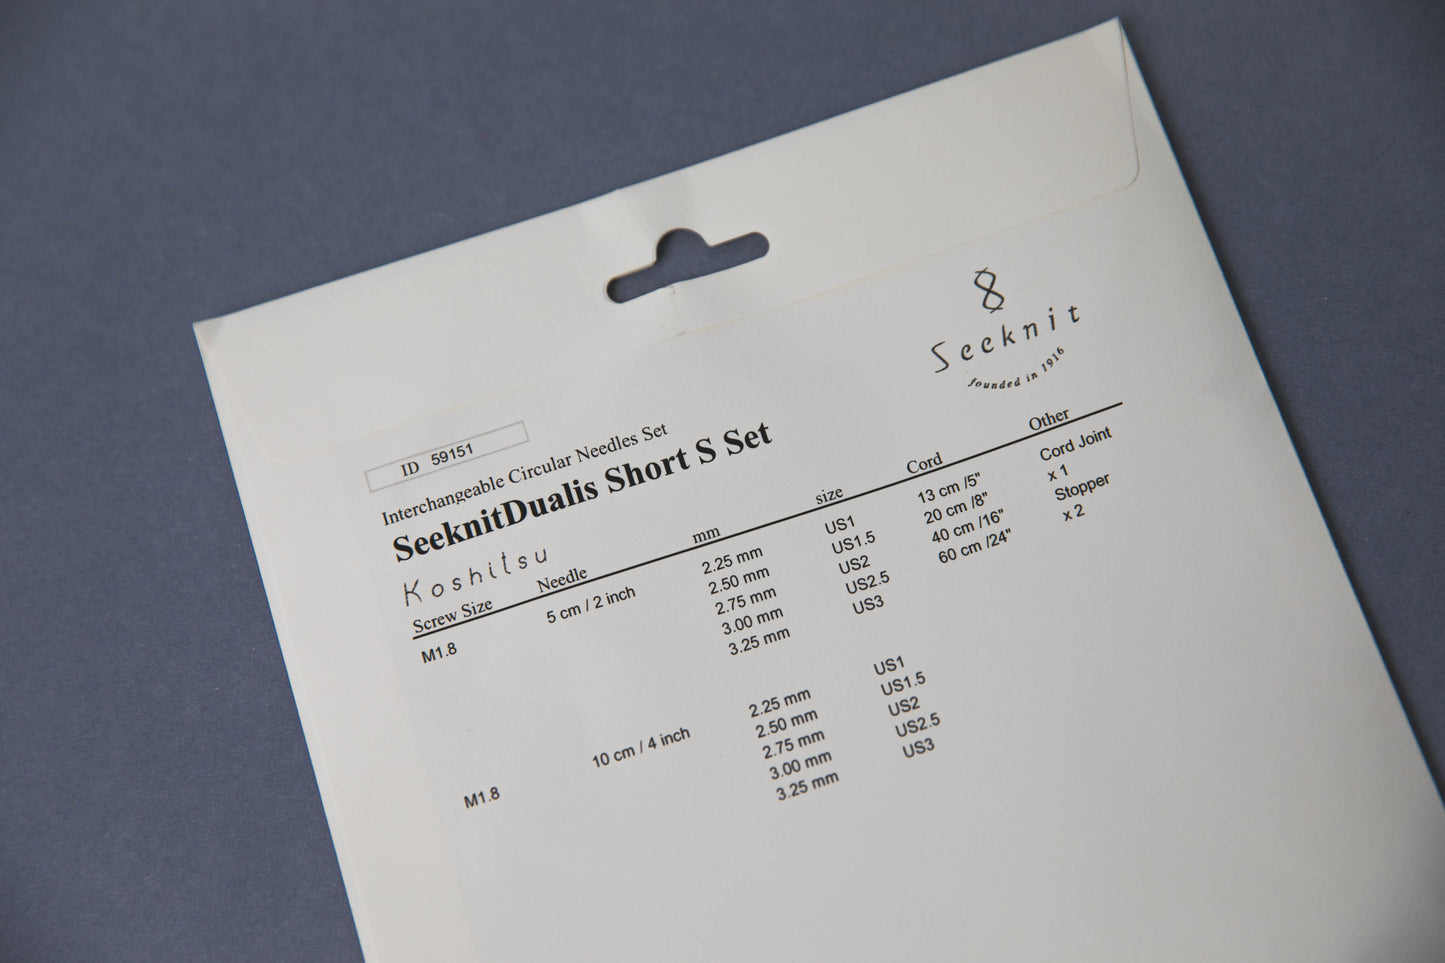 Seeknit
founded in 1916
ID 59151
Interchangeable Circular Needles Set
SeeknitDualis Short S Set
Koshitsu
Screw Size Needle mm size Cord Other
M1.8 5 cm / 2 inch 2.25 mm US1 13 cm /5" Cord Joint
2.50 mm US1.5 20 cm /8" x 1
2.75 mm US2 40 cm /16" Stopper
3.00 mm US2.5 60 cm /24" x 2
3.25 mm US3
M1.8 10 cm / 4 inch 2.25 mm US1
2.50 mm US1.5
2.75 mm US2
3.00 mm US2.5
3.25 mm US3